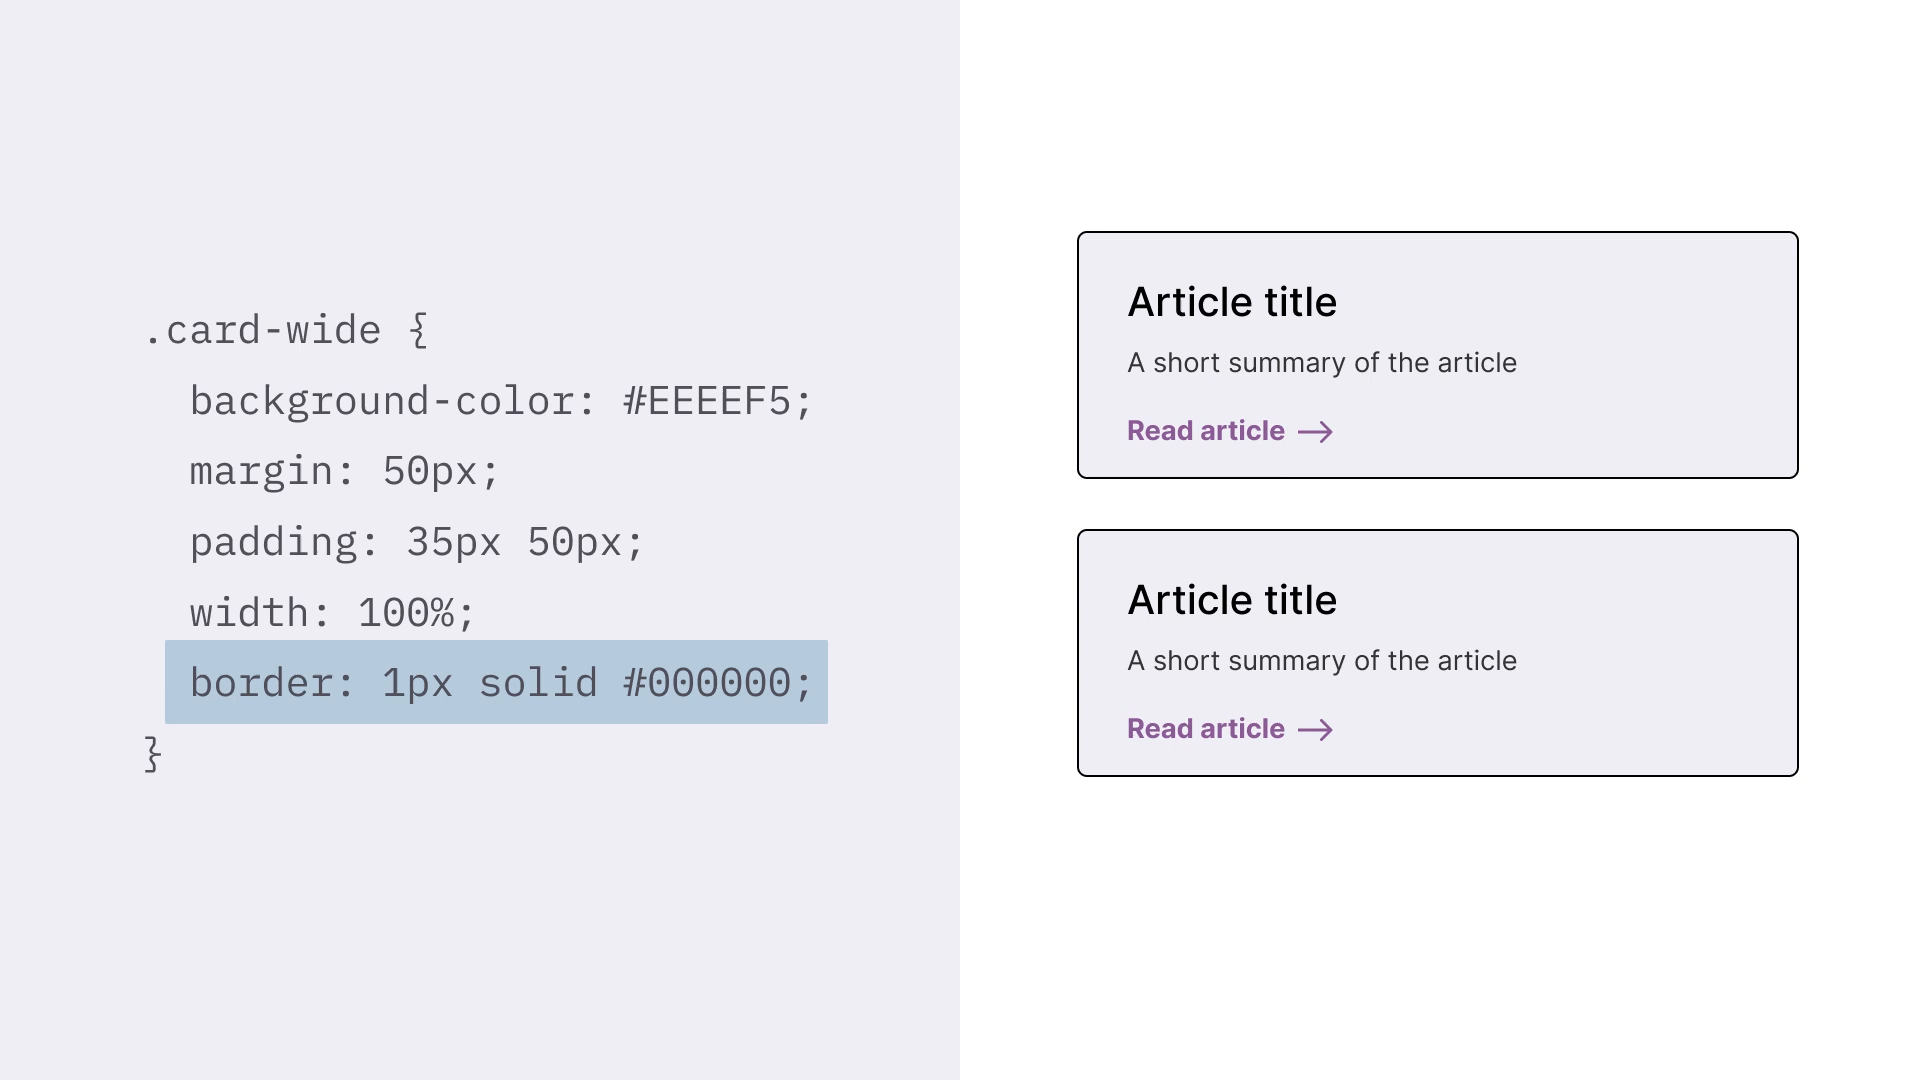 .card-wide {
background-color: #EEEEF5;
margin: 50px;
padding: 35px 50px;
width: 100%;
border: 1px solid #000000;
}
Article title
A short summary of the article
Read article →
Article title
A short summary of the article
Read article →